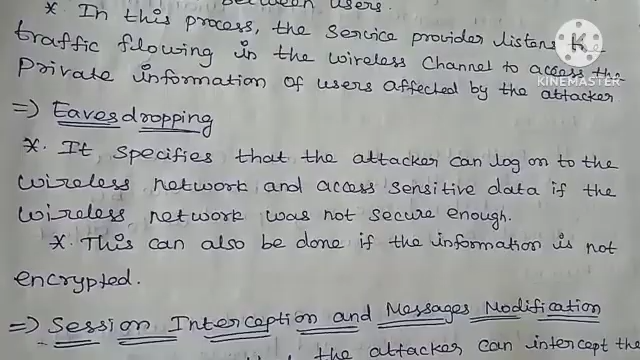 between users.
* In this process, the service provider listens the
traffic flowing in the wireless channel to access the
Private information of users affected by the attacker
=) Eavesdropping
*. It specifies that the attacker can log on to the
wireless network and access sensitive data if the
wireless network was not secure enough.
*. This can also be done if the information is not
encrypted.
=) Session Interception and Messages Modification
the attacker can intercept the
K
KINEMASTER